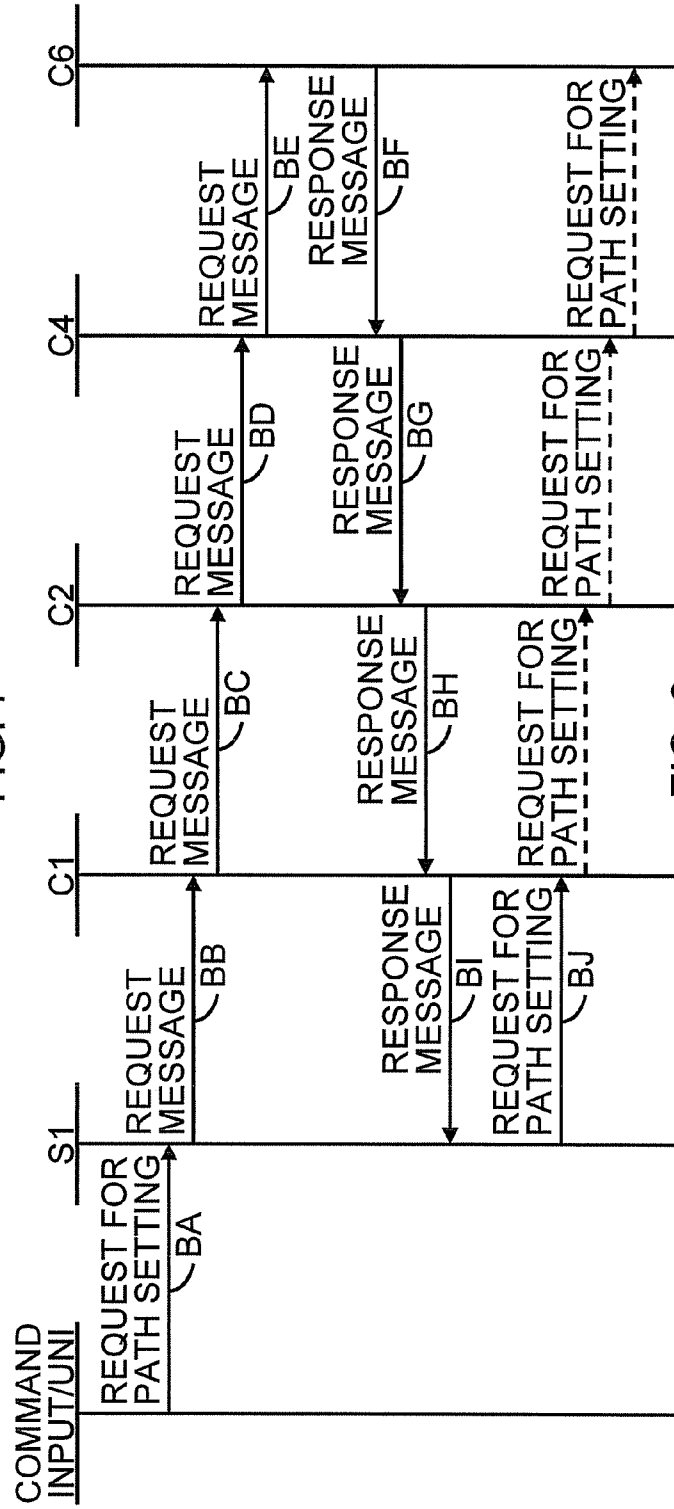 COMMAND
INPUT/UNI
S1
C1
C2
C4
C6
REQUEST FOR
PATH SETTING
BA
REQUEST
MESSAGE
BB
REQUEST
MESSAGE
BC
REQUEST
MESSAGE
BD
REQUEST
MESSAGE
BE
RESPONSE
MESSAGE
BF
RESPONSE
MESSAGE
BG
RESPONSE
MESSAGE
BH
RESPONSE
MESSAGE
BI
REQUEST FOR
PATH SETTING
BJ
REQUEST FOR
PATH SETTING
REQUEST FOR
PATH SETTING
REQUEST FOR
PATH SETTING